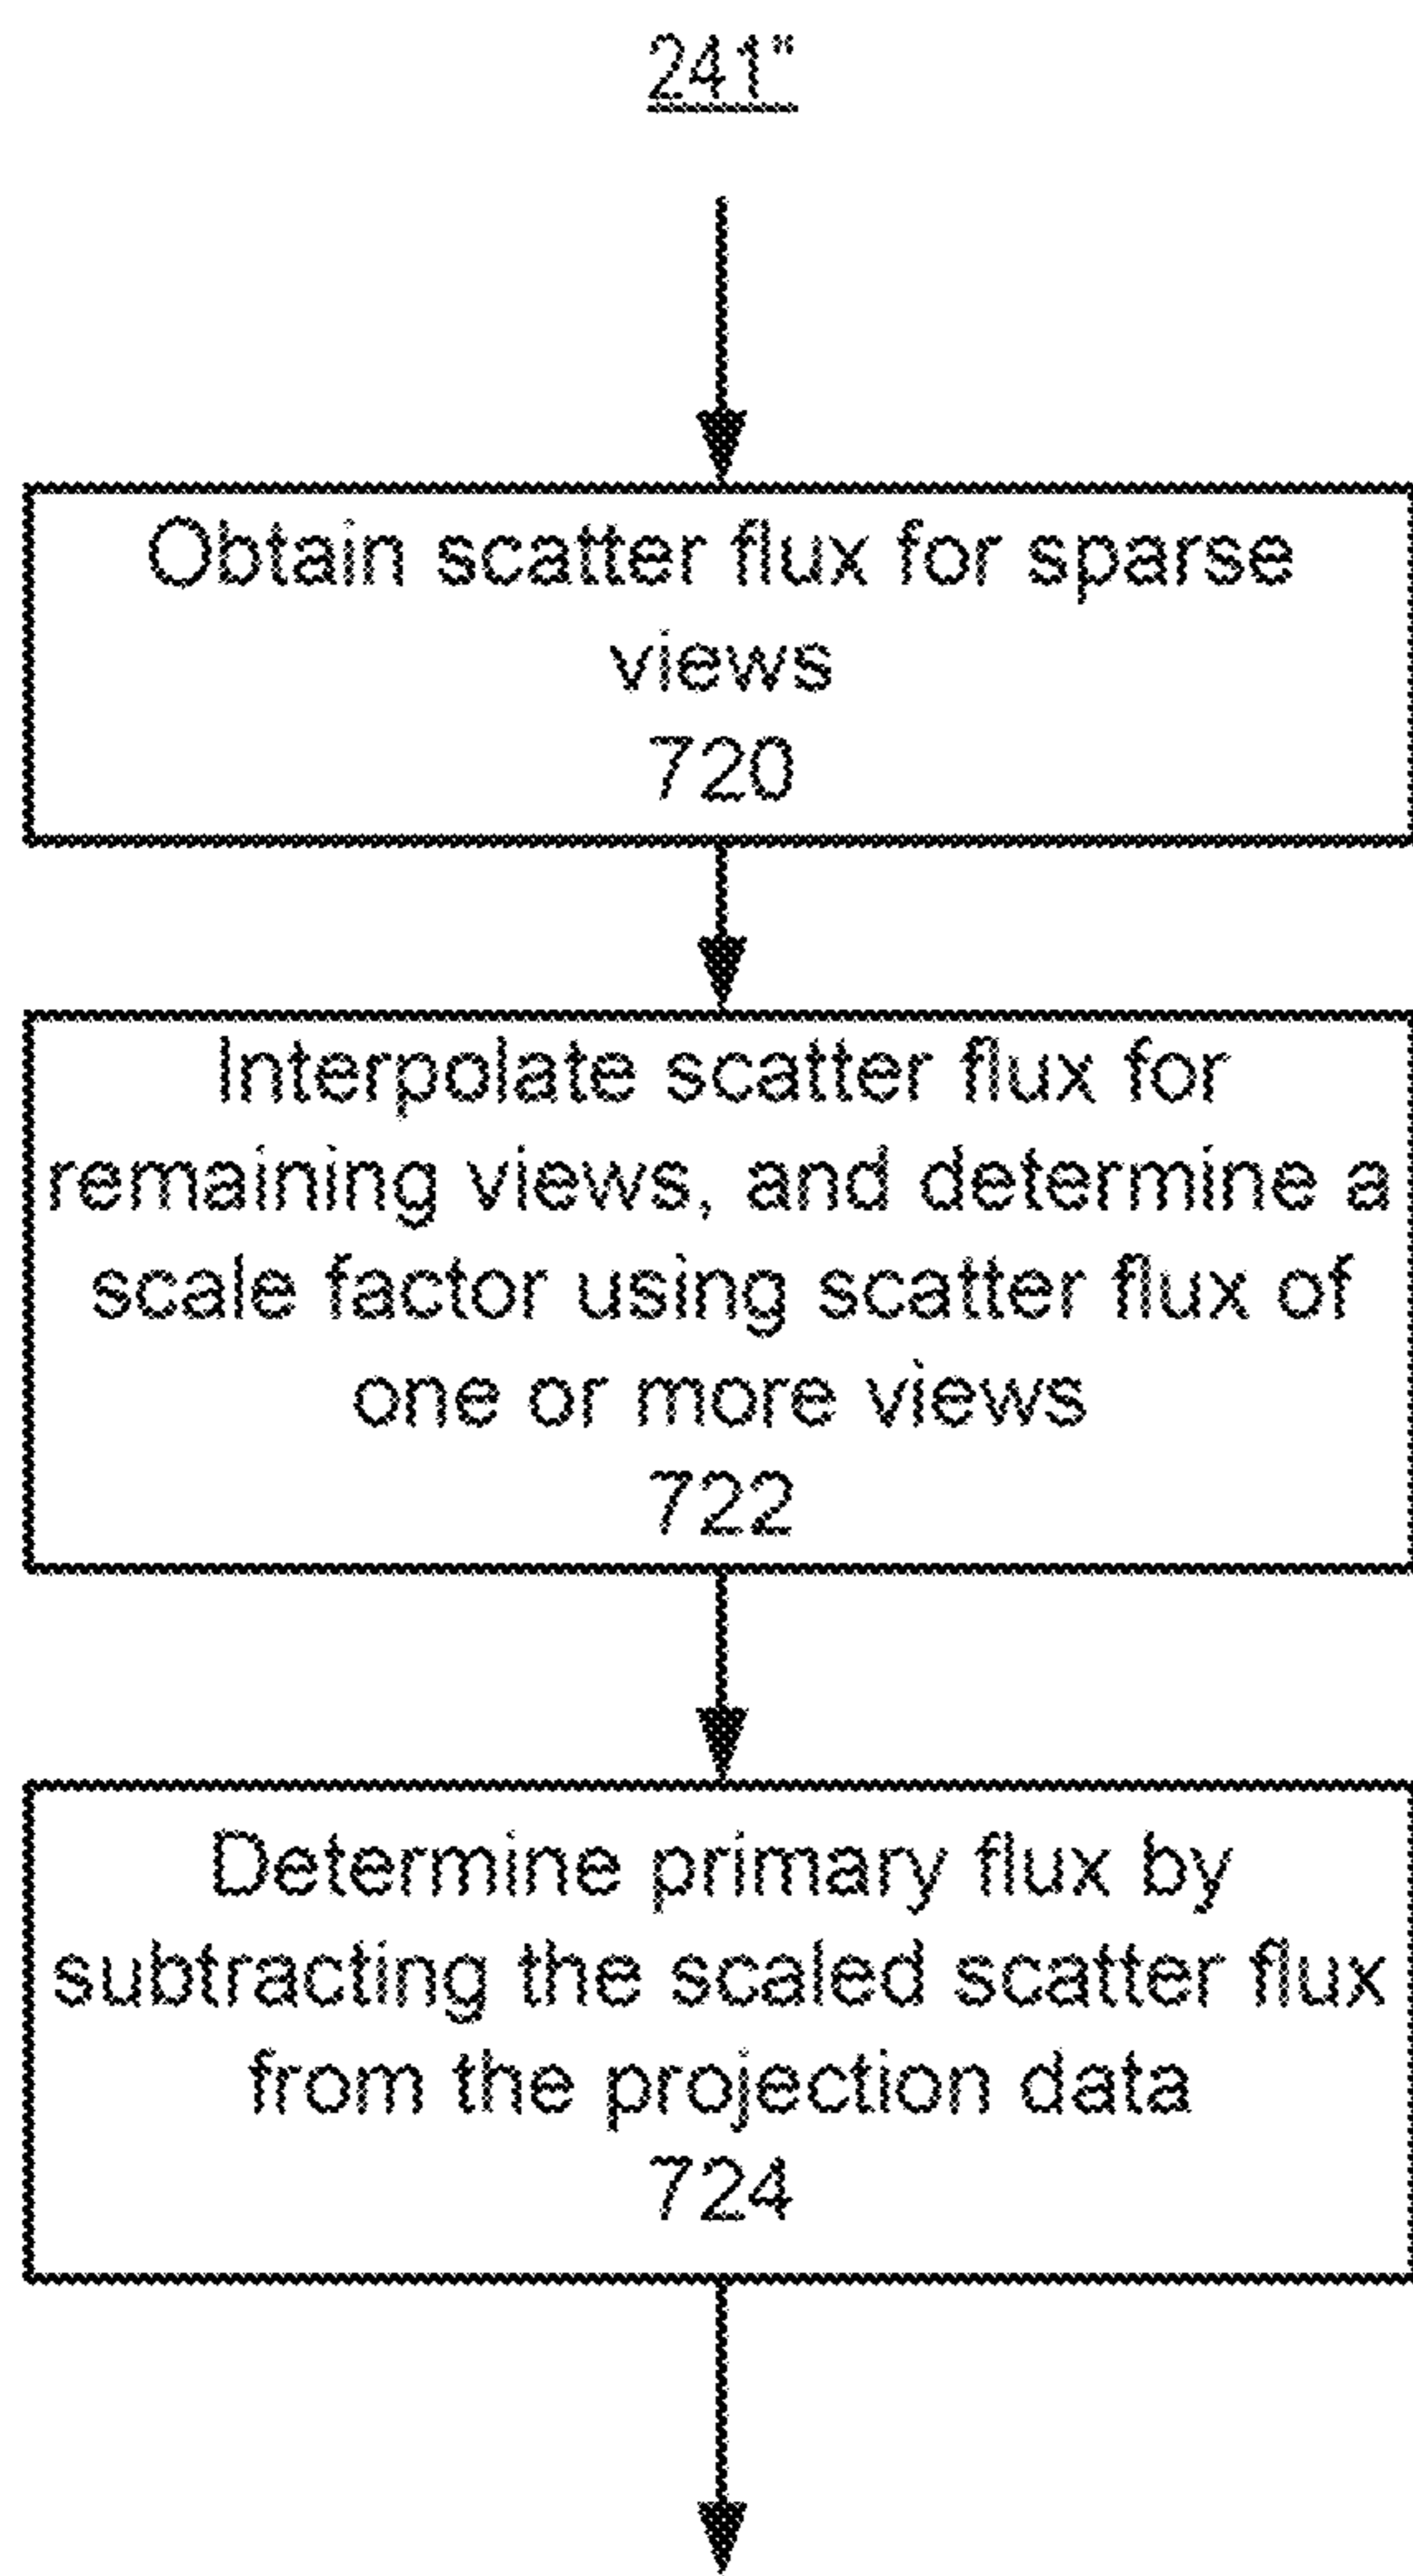 241"
Obtain scatter flux for sparse
views
720
Interpolate scatter flux for
remaining views, and determine a
scale factor using scatter flux of
one or more views
722
Determine primary flux by
subtracting the scaled scatter flux
from the projection data
724